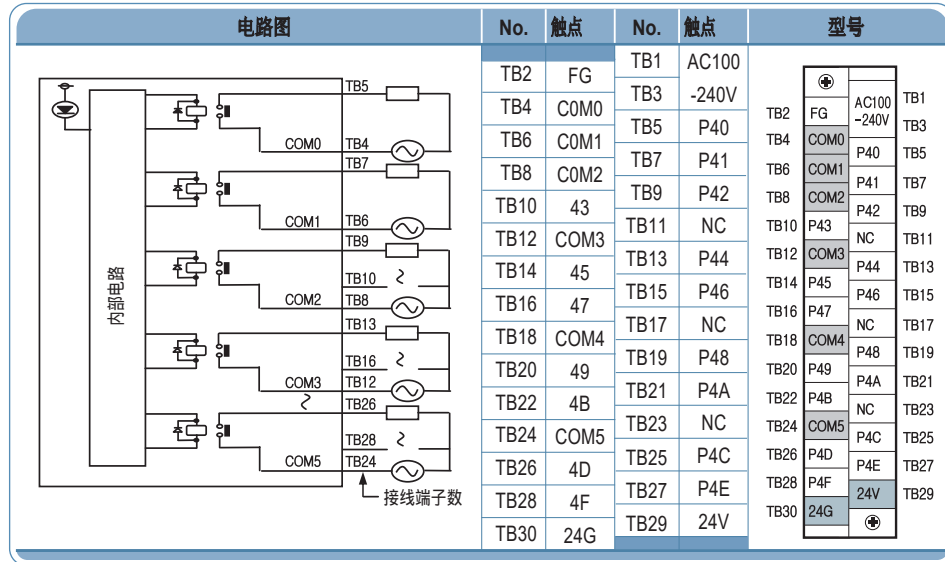 电路图
No. 触点 No. 触点
型号
TB5
COM0 TB4
TB7
COM1 TB6
TB9
TB10
COM2 TB8
TB13
TB16
COM3 TB12
TB26
TB28
COM5 TB24
内部电路
接线端子数
TB2 FG
TB4 C0M0
TB6 C0M1
TB8 C0M2
TB10 43
TB12 COM3
TB14 45
TB16 47
TB18 COM4
TB20 49
TB22 4B
TB24 COM5
TB26 4D
TB28 4F
TB30 24G
TB1 AC100
TB3 -240V
TB5 P40
TB7 P41
TB9 P42
TB11 NC
TB13 P44
TB15 P46
TB17 NC
TB19 P48
TB21 P4A
TB23 NC
TB25 P4C
TB27 P4E
TB29 24V
TB2 FG
TB4 COM0
TB6 COM1
TB8 COM2
TB10 P43
TB12 COM3
TB14 P45
TB16 P47
TB18 COM4
TB20 P49
TB22 P4B
TB24 COM5
TB26 P4D
TB28 P4F
TB30 24G
AC100 TB1
-240V TB3
P40 TB5
P41 TB7
P42 TB9
NC TB11
P44 TB13
P46 TB15
NC TB17
P48 TB19
P4A TB21
NC TB23
P4C TB25
P4E TB27
24V TB29